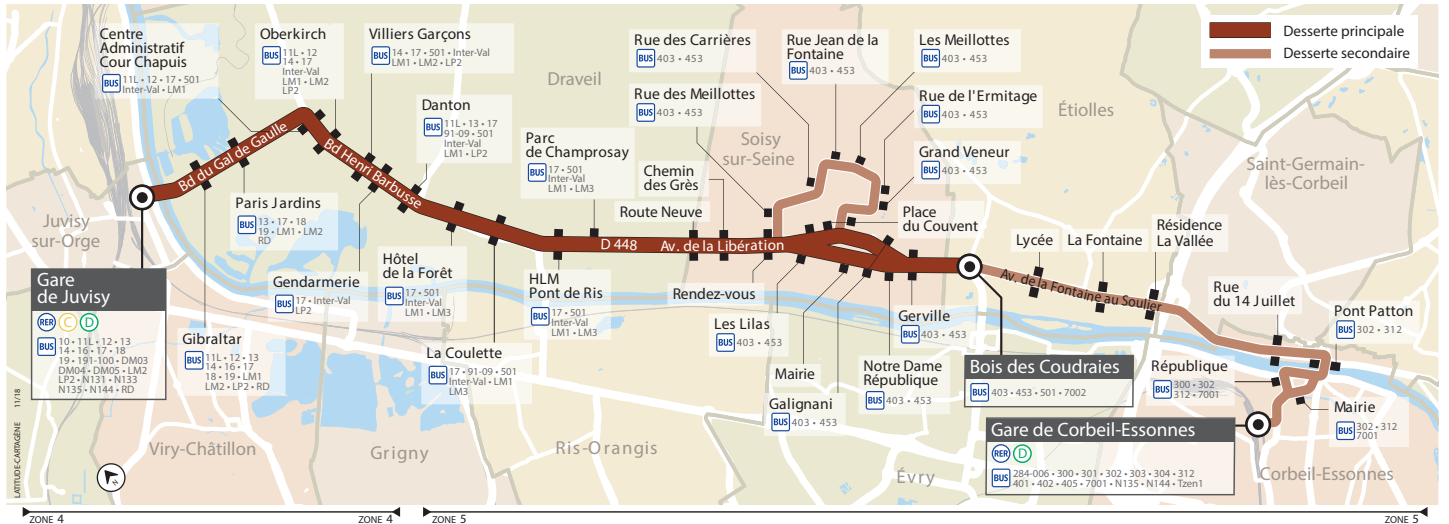 Centre
Administratif
Cour Chapuis
BUS 11L • 12 • 17 • 501
Inter-Val • LM1
Oberkirch
BUS 11L • 12
14 • 17
Inter-Val
LM1 • LM2
LP2
Villiers Garçons
BUS 14 • 17 • 501 • Inter-Val
LM1 • LM2 • LP2
Danton
BUS 11L • 13 • 17
91-09 • 501
Inter-Val
LM1 • LP2
Draveil
Parc
de Champrosay
BUS 17 • 501
Inter-Val
LM1 • LM3
Rue des Carrières
BUS 403 • 453
Rue des Meillottes
BUS 403 • 453
Rue Jean de la
Fontaine
BUS 403 • 453
Les Meillottes
BUS 403 • 453
Rue de l'Ermitage
BUS 403 • 453
Grand Veneur
BUS 403 • 453
Desserte principale
Desserte secondaire
Étiolles
Soisy
sur-Seine
Saint-Germain-
lès-Corbeil
Chemin
des Grès
Route Neuve
Place
du Couvent
Lycée
La Fontaine
Résidence
La Vallée
Bd du Gal de Gaulle
Bd Henri Barbusse
D 448
Av. de la Libération
Av. de la Fontaine au Soulier
Juvisy
sur-Orge
Gare
de Juvisy
RER C D
BUS 10 • 11L • 12 • 13
14 • 16 • 17 • 18
19 • 191-100 • DM03
DM04 • DM05 • LM2
LP2 • N131 • N133
N135 • N144 • RD
Paris Jardins
BUS 13 • 17 • 18
19 • LM1 • LM2
RD
Gibraltar
BUS 11L • 12 • 13
14 • 16 • 17
18 • 19 • LM1
LM2 • LP2 • RD
Gendarmerie
BUS 17 • Inter-Val
LP2
Hôtel
de la Forêt
BUS 17 • 501
Inter-Val
LM1 • LM3
La Coulette
BUS 17 • 91-09 • 501
Inter-Val • LM1
LM3
HLM
Pont de Ris
BUS 17 • 501
Inter-Val
LM1 • LM3
Rendez-vous
Les Lilas
BUS 403 • 453
Mairie
Galignani
BUS 403 • 453
Notre Dame
République
BUS 403 • 453
Gerville
BUS 403 • 453
Bois des Coudraies
BUS 403 • 453 • 501 • 7002
Rue
du 14 Juillet
Pont Patton
BUS 302 • 312
République
BUS 300 • 302
312 • 7001
Mairie
BUS 302 • 312
7001
Gare de Corbeil-Essonnes
RER D
BUS 284-006 • 300 • 301 • 302 • 303 • 304 • 312
401 • 402 • 405 • 7001 • N135 • N144 • Tzen1
Viry-Châtillon
Grigny
Ris-Orangis
Évry
Corbeil-Essonnes
LATITUDE-CARTAGÈNE 11/18
N
ZONE 4
ZONE 4
ZONE 5
ZONE 5